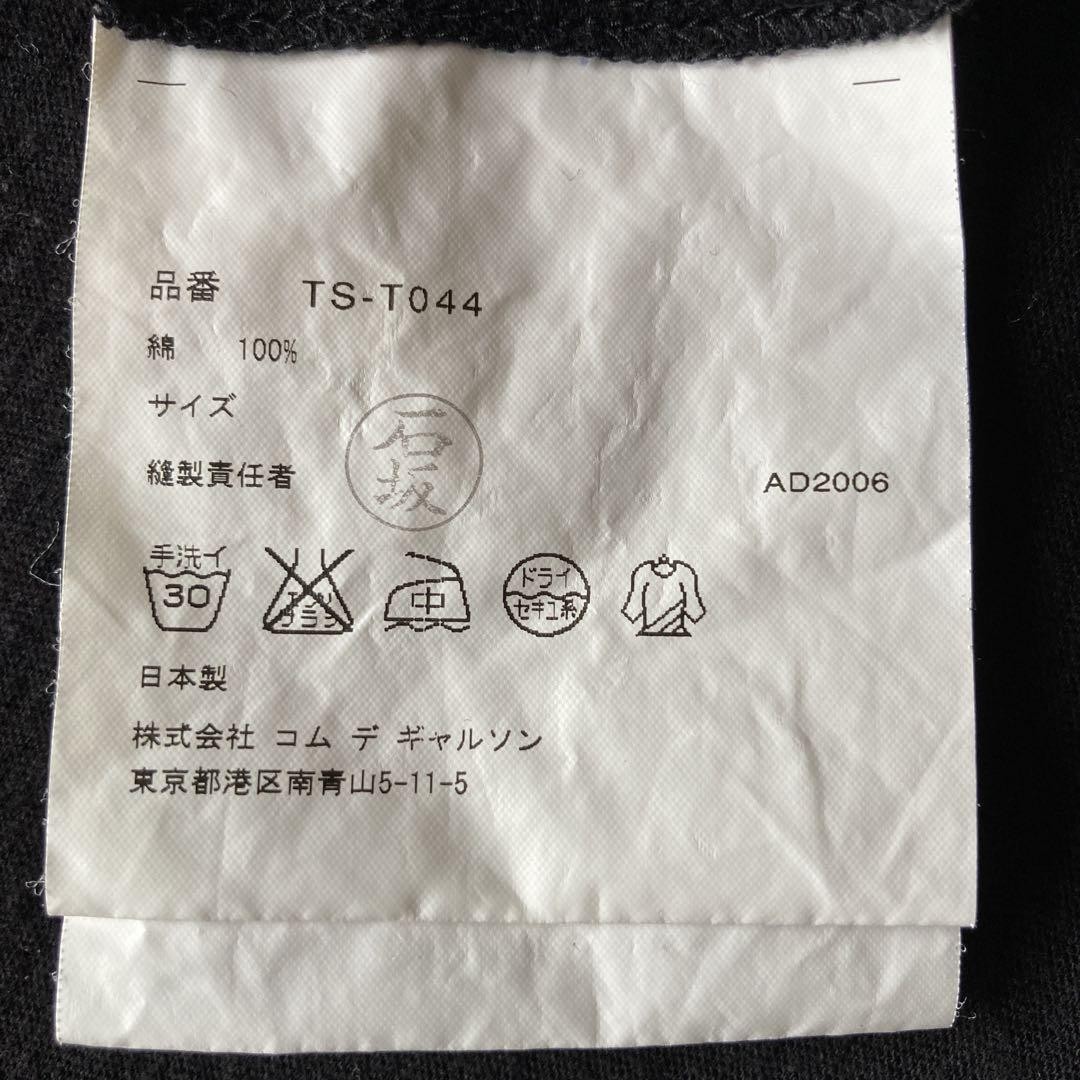 品番 TS-T044
綿 100%
サイズ
縫製責任者 石坂 AD2006
手洗イ
30
エンソ
サラシ
中
ドライ
セキユ系
日本製
株式会社 コム デ ギャルソン
東京都港区南青山5-11-5